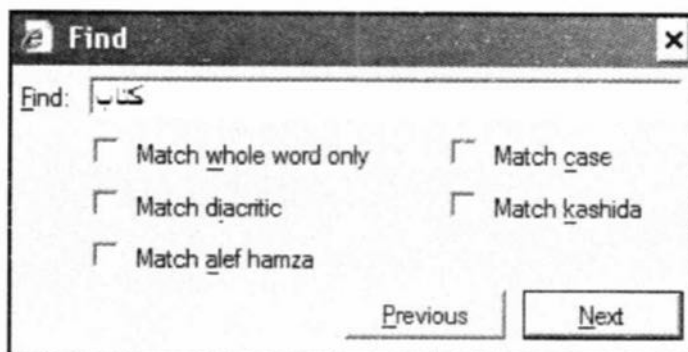 Find
Find: كتاب
Match whole word only Match case
Match diacritic Match kashida
Match alef hamza
Previous Next